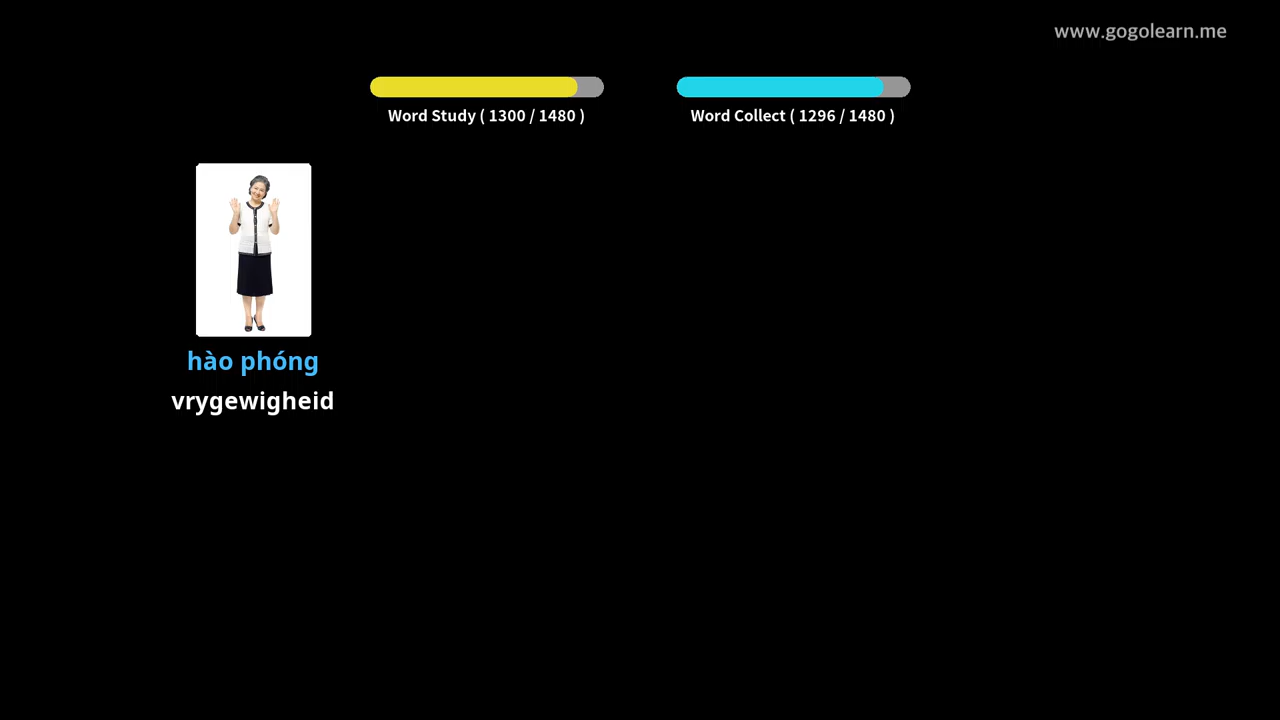 www.gogolearn.me
Word Study ( 1300 / 1480 )
Word Collect ( 1296 / 1480 )
hào phóng
vrygewigheid